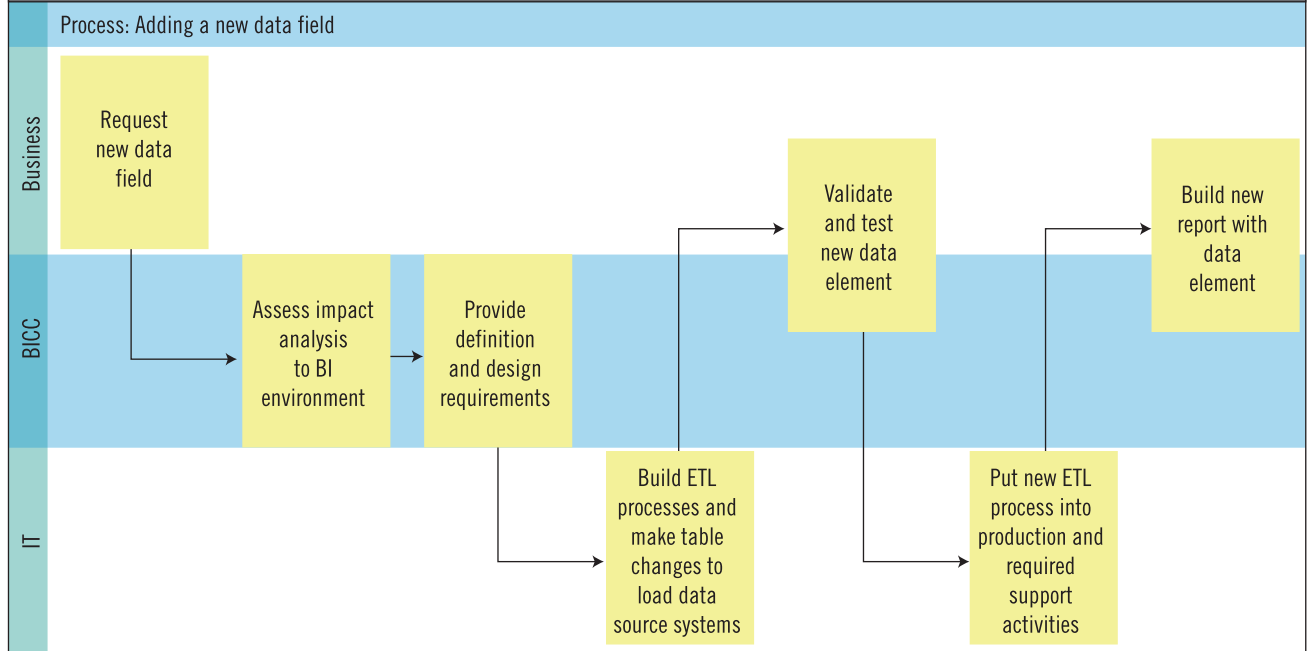 Process: Adding a new data field
Business
Request
new data
field
Validate
and test
new data
element
Build new
report with
data
element
BICC
Assess impact
analysis
to BI
environment
Provide
definition
and design
requirements
IT
Build ETL
processes and
make table
changes to
load data
source systems
Put new ETL
process into
production and
required
support
activities